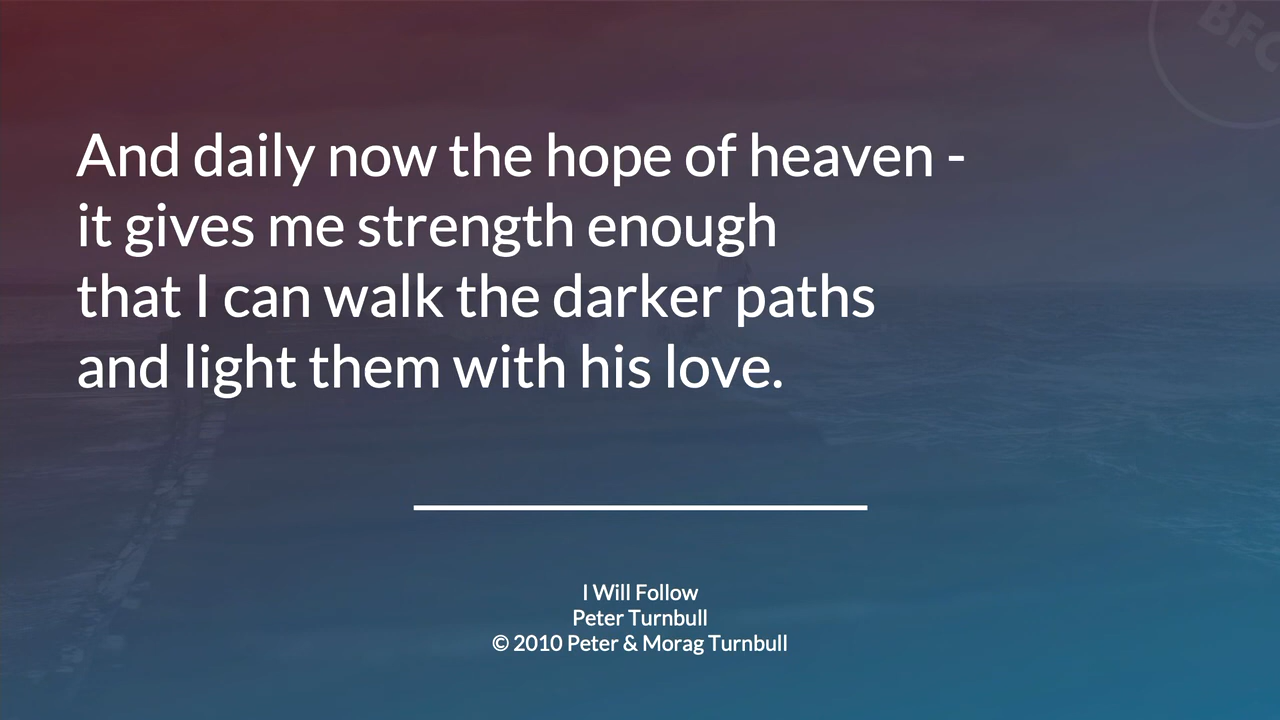 BFC
And daily now the hope of heaven -
it gives me strength enough
that I can walk the darker paths
and light them with his love.
I Will Follow
Peter Turnbull
© 2010 Peter & Morag Turnbull